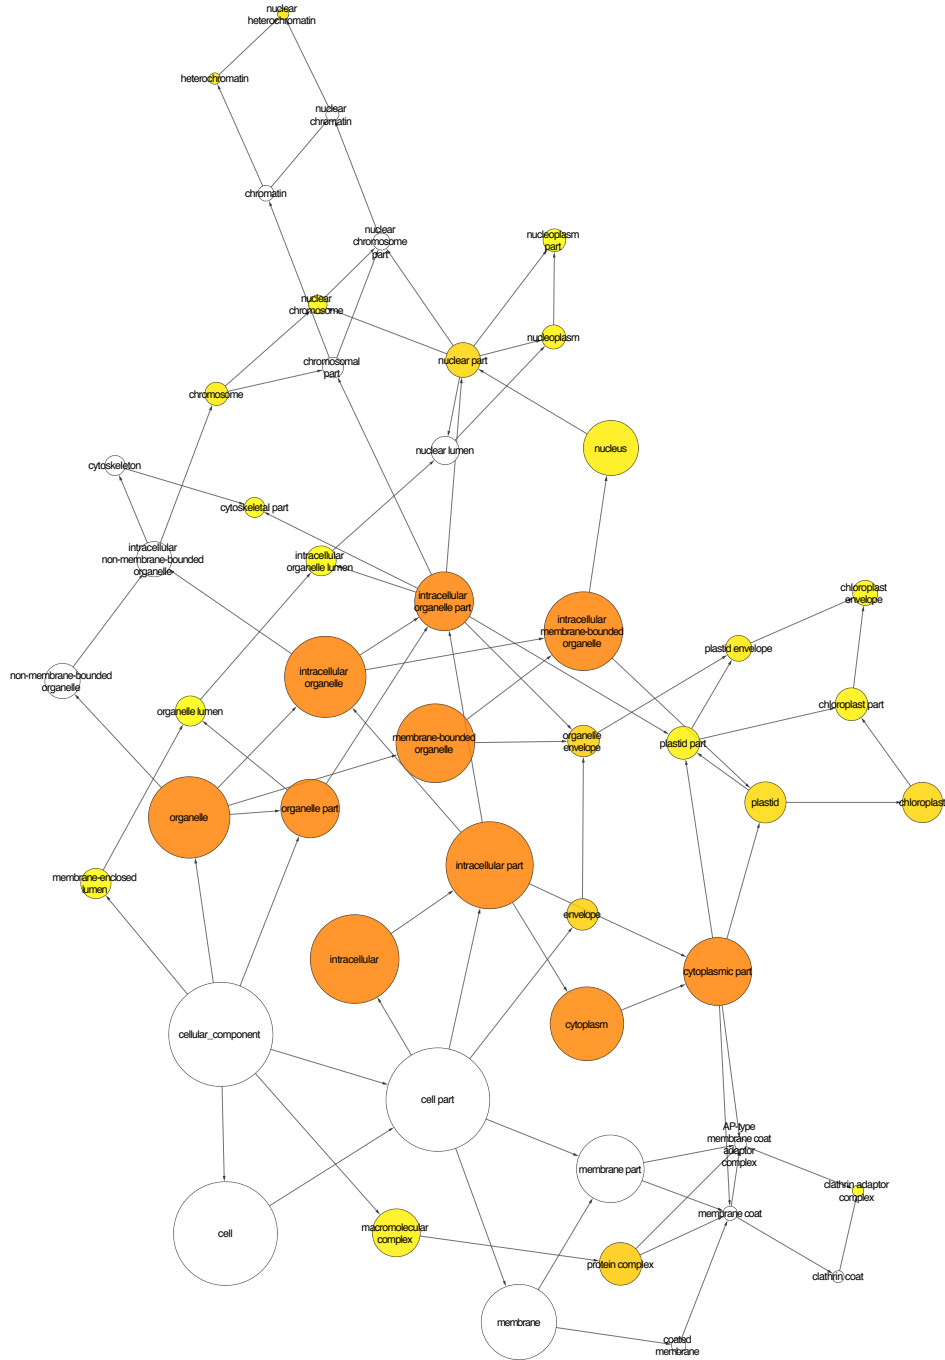 nuclear
heterochromatin
heterochromatin
nuclear
chromatin
chromatin
nuclear
chromosome
part
nucleoplasm
part
nuclear
chromosome
nucleoplasm
nuclear part
chromosomal
part
chromosome
nuclear lumen
nucleus
cytoskeleton
cytoskeletal part
intracellular
non-membrane-bounded
organelle
intracellular
organelle lumen
intracellular
organelle part
chloroplast
envelope
intracellular
membrane-bounded
organelle
plastid envelope
non-membrane-bounded
organelle
intracellular
organelle
organelle lumen
chloroplast part
membrane-bounded
organelle
organelle
envelope
plastid part
organelle
organelle part
plastid
chloroplast
intracellular part
membrane-enclosed
lumen
envelope
intracellular
cytoplasmic part
cytoplasm
cellular_component
cell part
AP-type
membrane coat
adaptor
complex
membrane part
clathrin adaptor
complex
membrane coat
cell
macromolecular
complex
protein complex
clathrin coat
membrane
coated
membrane